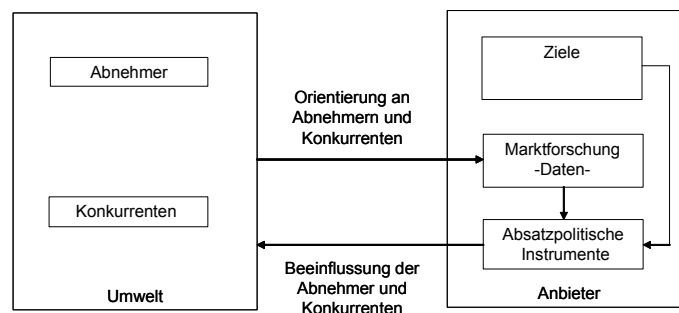 Abnehmer
Konkurrenten
Umwelt
Orientierung an
Abnehmern und
Konkurrenten
Beeinflussung der
Abnehmer und
Konkurrenten
Ziele
Marktforschung
-Daten-
Absatzpolitische
Instrumente
Anbieter